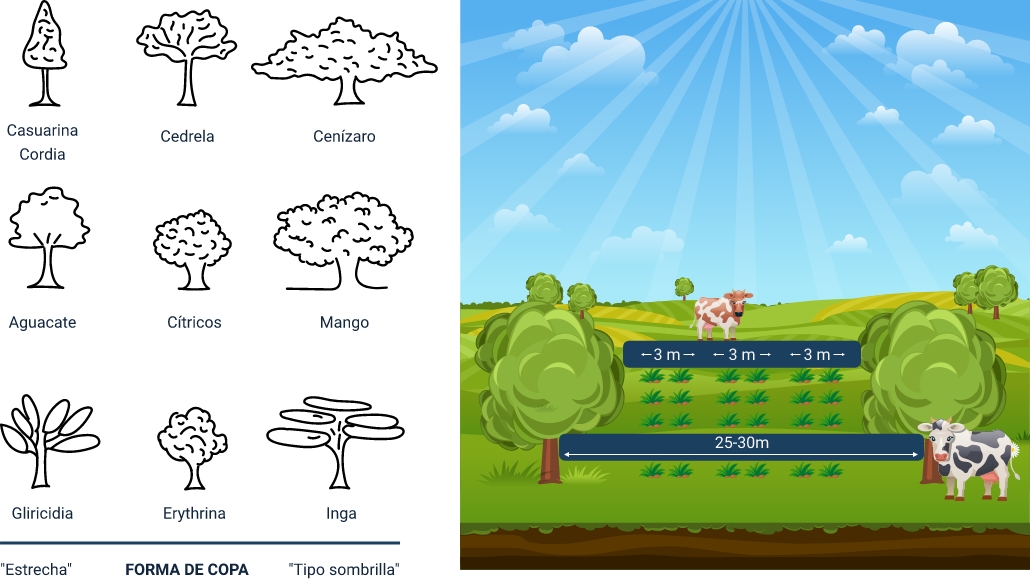 Casuarina
Cordia
Cedrela
Cenízaro
Aguacate
Cítricos
Mango
Gliricidia
Erythrina
Inga
"Estrecha"
FORMA DE COPA
"Tipo sombrilla"
←3 m→ ←3 m→ ←3 m→
25-30m